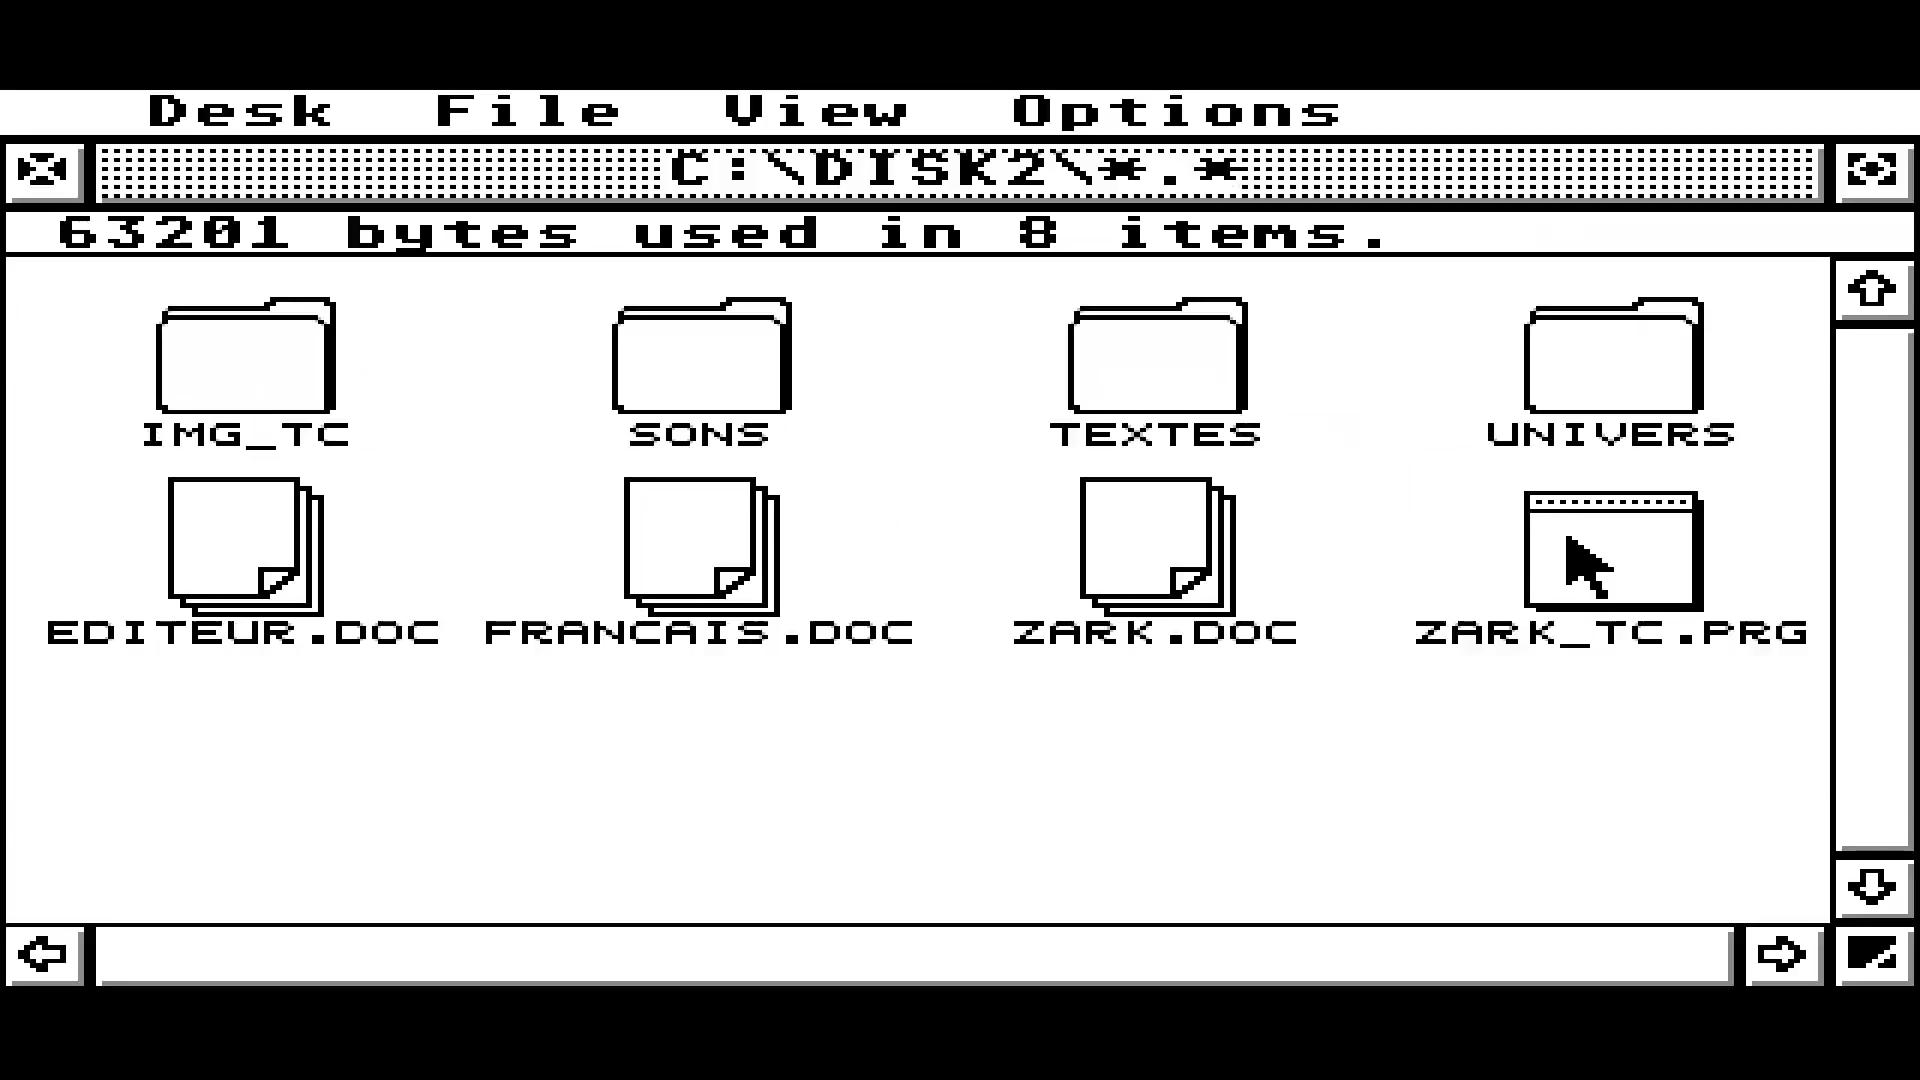 Desk File View Options
C:\DISK2\*.*
63201 bytes used in 8 items.
IMG_TC SONS TEXTES UNIVERS
EDITEUR.DOC FRANCAIS.DOC ZARK.DOC ZARK_TC.PRG